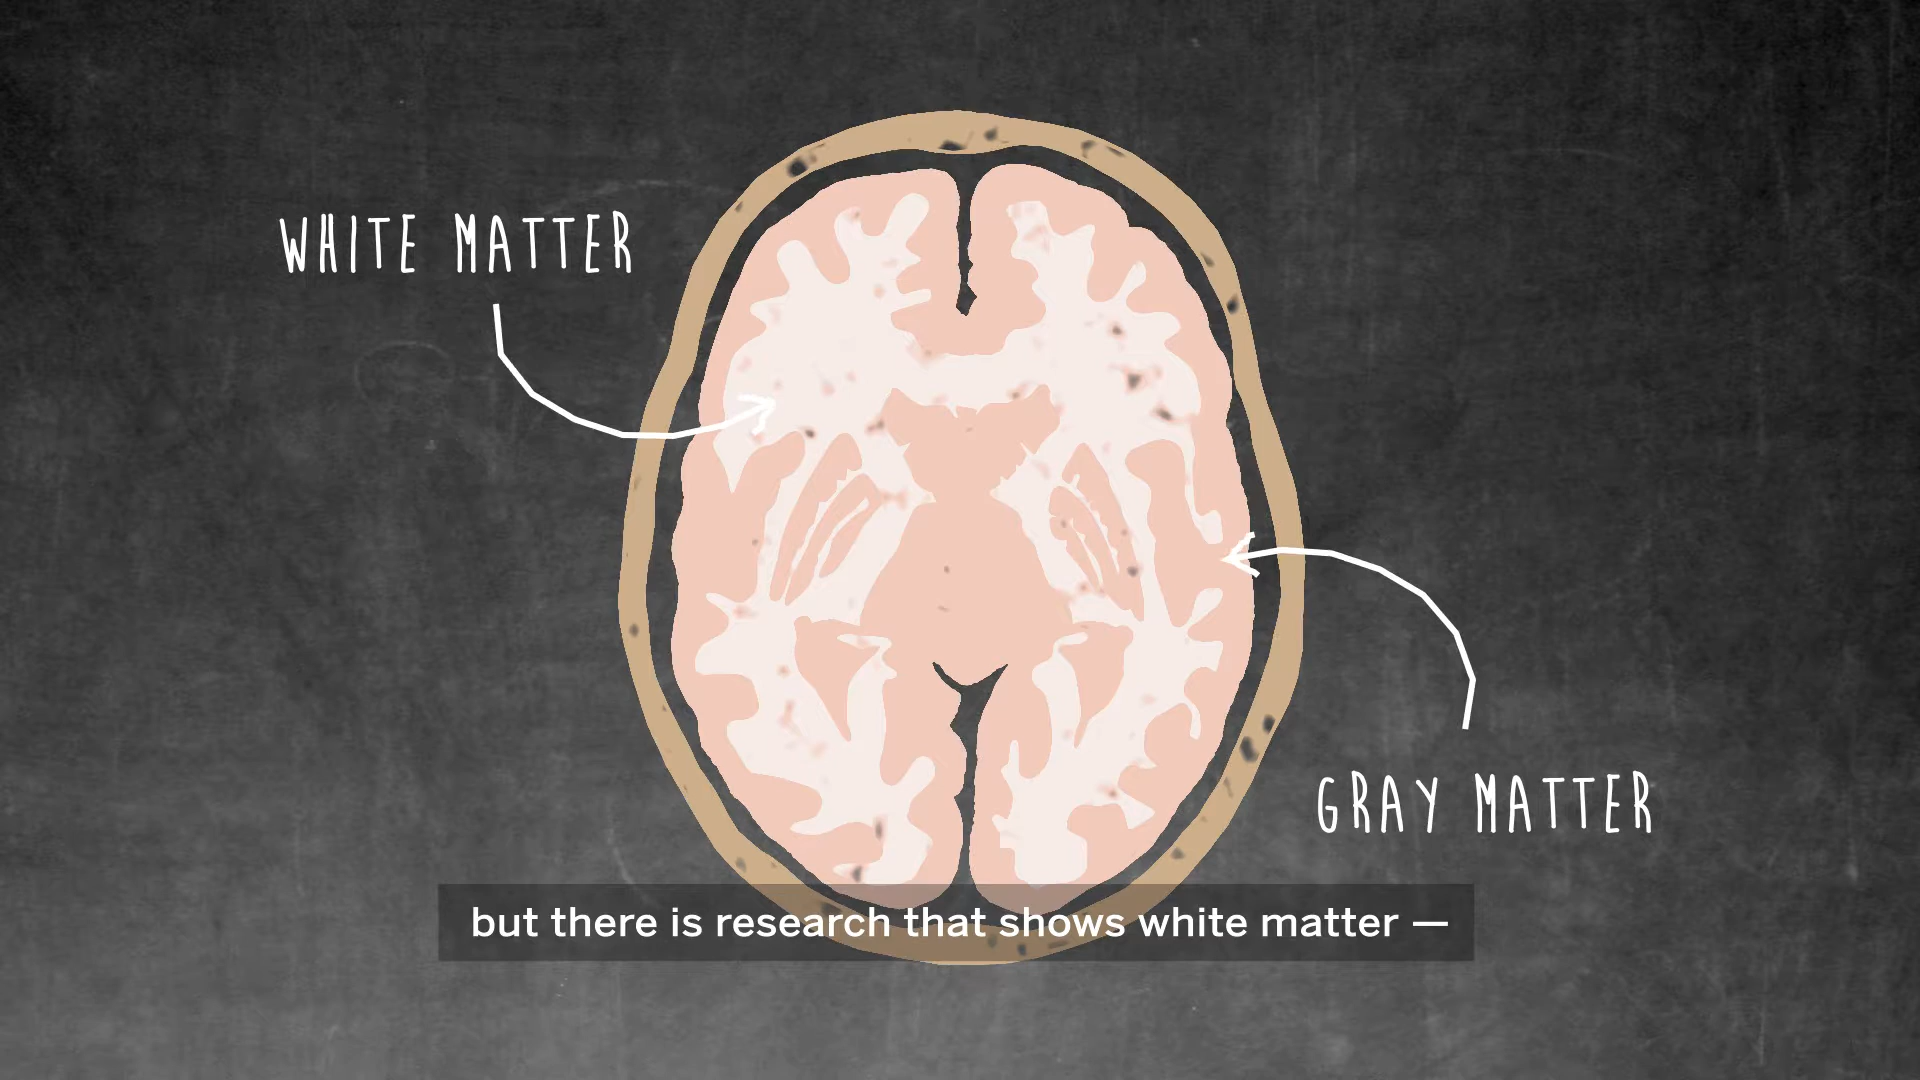 WHITE MATTER
GRAY MATTER
but there is research that shows white matter —